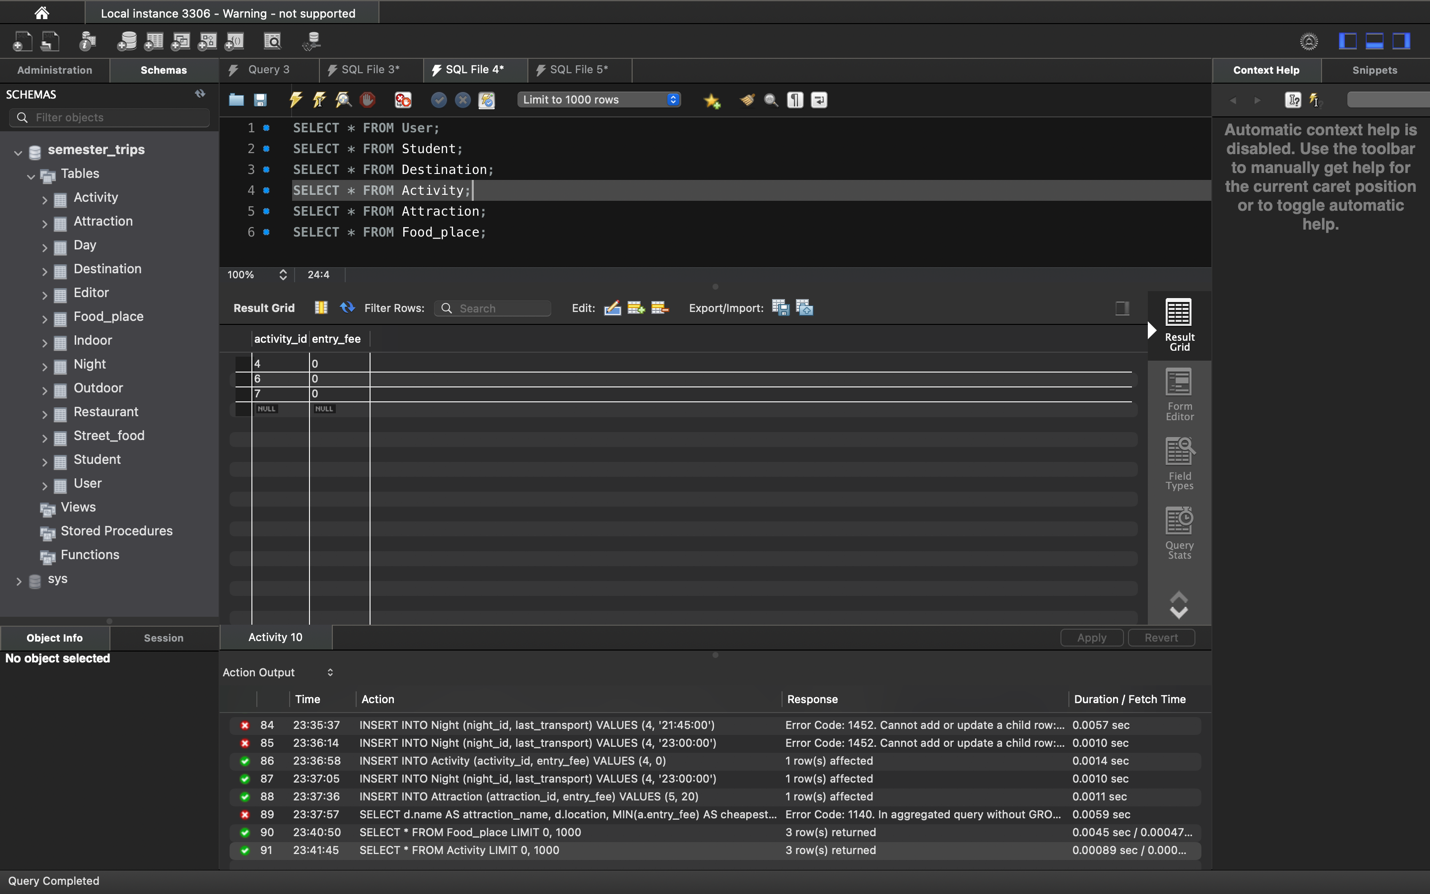 Local instance 3306 - Warning - not supported
Administration
Schemas
Query 3
SQL File 3*
SQL File 4*
SQL File 5*
Context Help
Snippets
SCHEMAS
Filter objects
Limit to 1000 rows
semester_trips
Tables
Activity
Attraction
Day
Destination
Editor
Food_place
Indoor
Night
Outdoor
Restaurant
Street_food
Student
User
Views
Stored Procedures
Functions
sys
1 SELECT * FROM User;
2 SELECT * FROM Student;
3 SELECT * FROM Destination;
4 SELECT * FROM Activity;
5 SELECT * FROM Attraction;
6 SELECT * FROM Food_place;
100% 24:4
Automatic context help is
disabled. Use the toolbar
to manually get help for
the current caret position
or to toggle automatic
help.
Result Grid Filter Rows: Search Edit: Export/Import:
activity_id entry_fee
4 0
6 0
7 0
NULL NULL
Result
Grid
Form
Editor
Field
Types
Query
Stats
Object Info
Session
No object selected
Activity 10
Apply
Revert
Action Output
Time Action Response Duration / Fetch Time
84 23:35:37 INSERT INTO Night (night_id, last_transport) VALUES (4, '21:45:00') Error Code: 1452. Cannot add or update a child row:... 0.0057 sec
85 23:36:14 INSERT INTO Night (night_id, last_transport) VALUES (4, '23:00:00') Error Code: 1452. Cannot add or update a child row:... 0.0010 sec
86 23:36:58 INSERT INTO Activity (activity_id, entry_fee) VALUES (4, 0) 1 row(s) affected 0.0014 sec
87 23:37:05 INSERT INTO Night (night_id, last_transport) VALUES (4, '23:00:00') 1 row(s) affected 0.0010 sec
88 23:37:36 INSERT INTO Attraction (attraction_id, entry_fee) VALUES (5, 20) 1 row(s) affected 0.0011 sec
89 23:37:57 SELECT d.name AS attraction_name, d.location, MIN(a.entry_fee) AS cheapest... Error Code: 1140. In aggregated query without GRO... 0.0059 sec
90 23:40:50 SELECT * FROM Food_place LIMIT 0, 1000 3 row(s) returned 0.0045 sec / 0.00047...
91 23:41:45 SELECT * FROM Activity LIMIT 0, 1000 3 row(s) returned 0.00089 sec / 0.000...
Query Completed